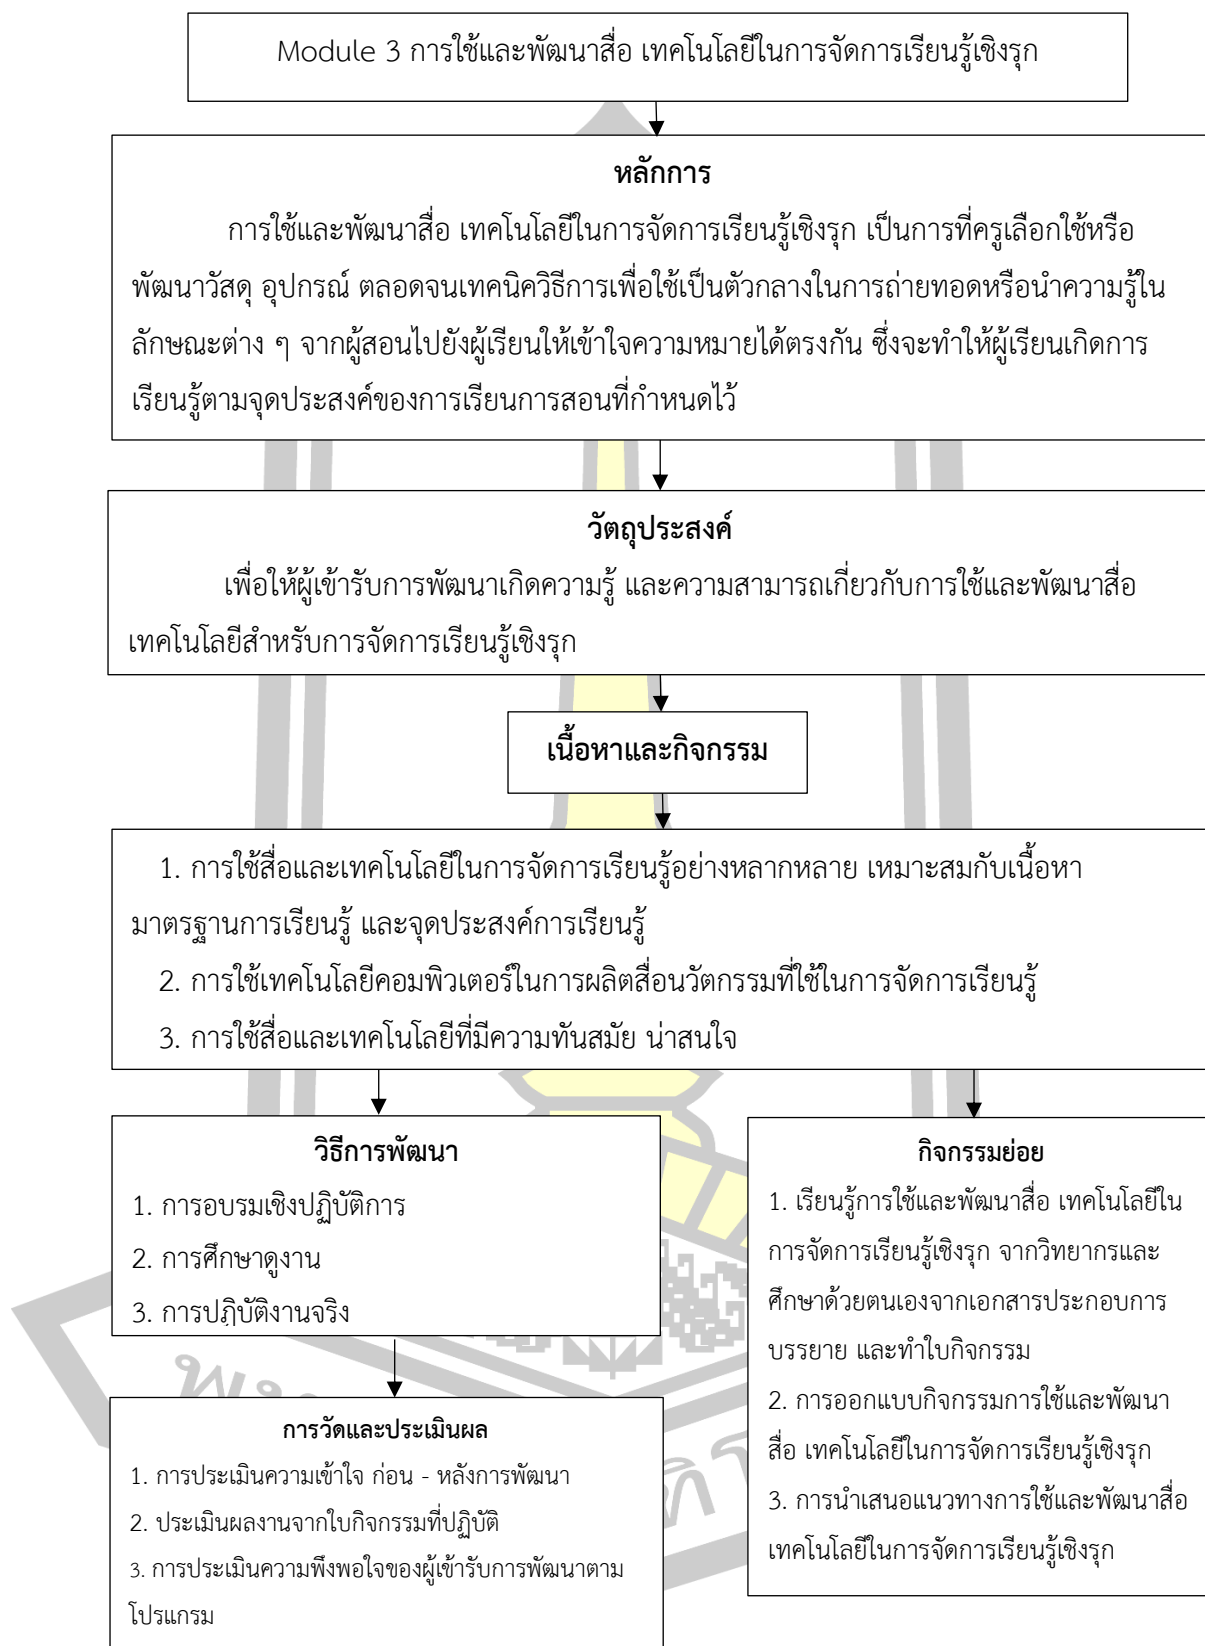 Module 3 การใช้และพัฒนาสื่อ เทคโนโลยีในการจัดการเรียนรู้เชิงรุก
หลักการ
การใช้และพัฒนาสื่อ เทคโนโลยีในการจัดการเรียนรู้เชิงรุก เป็นการที่ครูเลือกใช้หรือ
พัฒนาวัสดุ อุปกรณ์ ตลอดจนเทคนิควิธีการเพื่อใช้เป็นตัวกลางในการถ่ายทอดหรือนำความรู้ใน
ลักษณะต่าง ๆ จากผู้สอนไปยังผู้เรียนให้เข้าใจความหมายได้ตรงกัน ซึ่งจะทำให้ผู้เรียนเกิดการ
เรียนรู้ตามจุดประสงค์ของการเรียนการสอนที่กำหนดไว้
วัตถุประสงค์
เพื่อให้ผู้เข้ารับการพัฒนาเกิดความรู้ และความสามารถเกี่ยวกับการใช้และพัฒนาสื่อ
เทคโนโลยีสำหรับการจัดการเรียนรู้เชิงรุก
เนื้อหาและกิจกรรม
1. การใช้สื่อและเทคโนโลยีในการจัดการเรียนรู้อย่างหลากหลาย เหมาะสมกับเนื้อหา
มาตรฐานการเรียนรู้ และจุดประสงค์การเรียนรู้
2. การใช้เทคโนโลยีคอมพิวเตอร์ในการผลิตสื่อนวัตกรรมที่ใช้ในการจัดการเรียนรู้
3. การใช้สื่อและเทคโนโลยีที่มีความทันสมัย น่าสนใจ
วิธีการพัฒนา
1. การอบรมเชิงปฏิบัติการ
2. การศึกษาดูงาน
3. การปฏิบัติงานจริง
การวัดและประเมินผล
1. การประเมินความเข้าใจ ก่อน - หลังการพัฒนา
2. ประเมินผลงานจากใบกิจกรรมที่ปฏิบัติ
3. การประเมินความพึงพอใจของผู้เข้ารับการพัฒนาตาม
โปรแกรม
กิจกรรมย่อย
1. เรียนรู้การใช้และพัฒนาสื่อ เทคโนโลยีใน
การจัดการเรียนรู้เชิงรุก จากวิทยากรและ
ศึกษาด้วยตนเองจากเอกสารประกอบการ
บรรยาย และทำใบกิจกรรม
2. การออกแบบกิจกรรมการใช้และพัฒนา
สื่อ เทคโนโลยีในการจัดการเรียนรู้เชิงรุก
3. การนำเสนอแนวทางการใช้และพัฒนาสื่อ
เทคโนโลยีในการจัดการเรียนรู้เชิงรุก